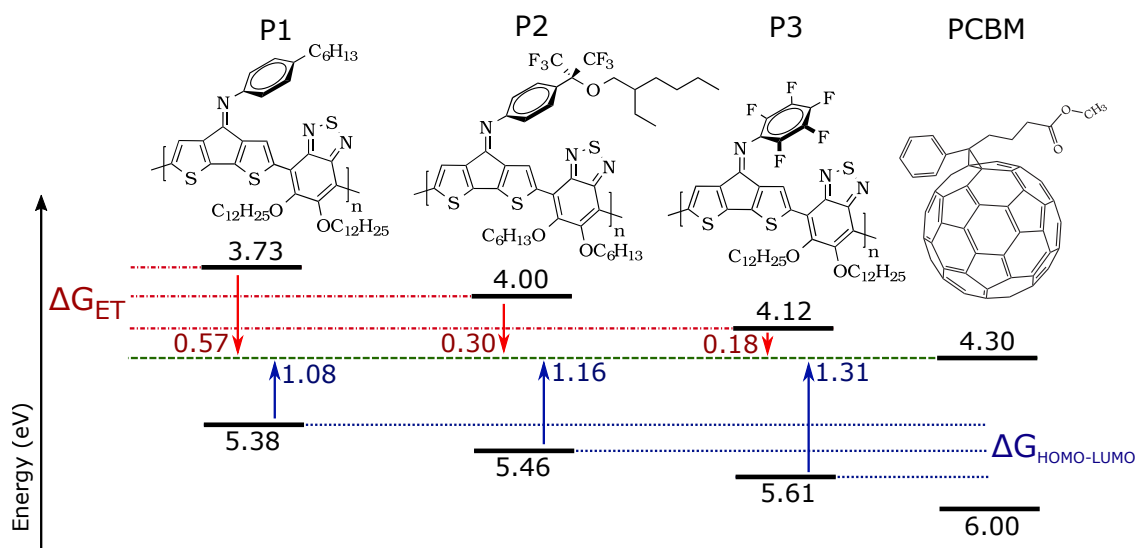 P1
P2
P3
PCBM
C6H13
N
S
S
N
S
N
C12H25O
OC12H25
n
F3C
CF3
O
N
S
S
N
S
N
C6H13O
OC6H13
n
F
F
F
F
F
N
S
S
N
S
N
C12H25O
OC12H25
n
O
CH3
O
3.73
4.00
4.12
4.30
ΔGET
0.57
0.30
0.18
1.08
1.16
1.31
5.38
5.46
5.61
6.00
ΔGHOMO-LUMO
Energy (eV)